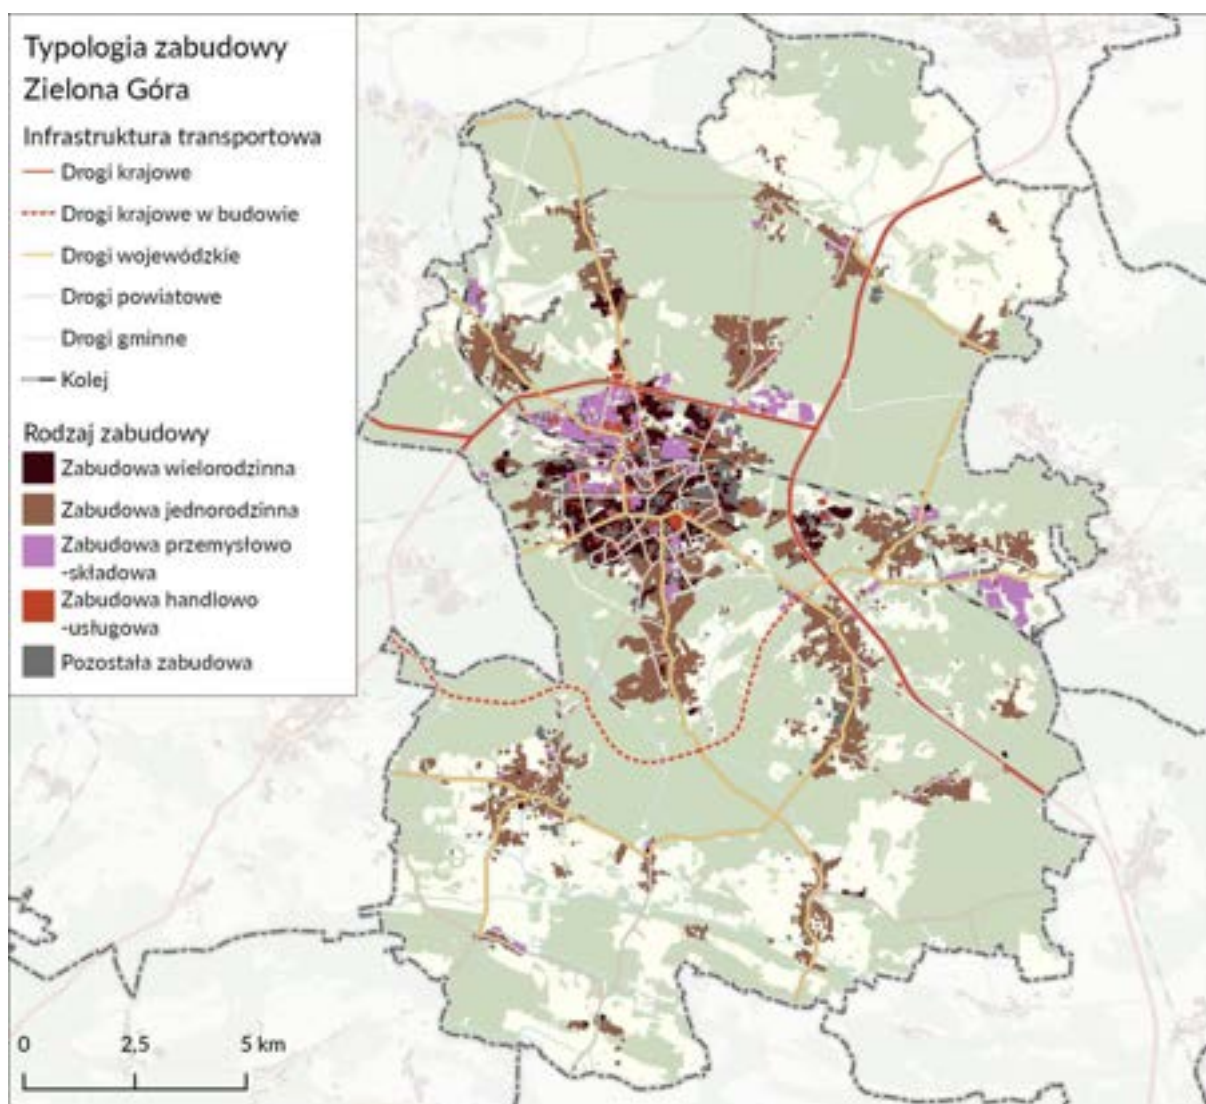 Typologia zabudowy
Zielona Góra
Infrastruktura transportowa
Drogi krajowe
Drogi krajowe w budowie
Drogi wojewódzkie
Drogi powiatowe
Drogi gminne
Kolej
Rodzaj zabudowy
Zabudowa wielorodzinna
Zabudowa jednorodzinna
Zabudowa przemysłowo
-składowa
Zabudowa handlowo
-usługowa
Pozostała zabudowa
0 2,5 5 km